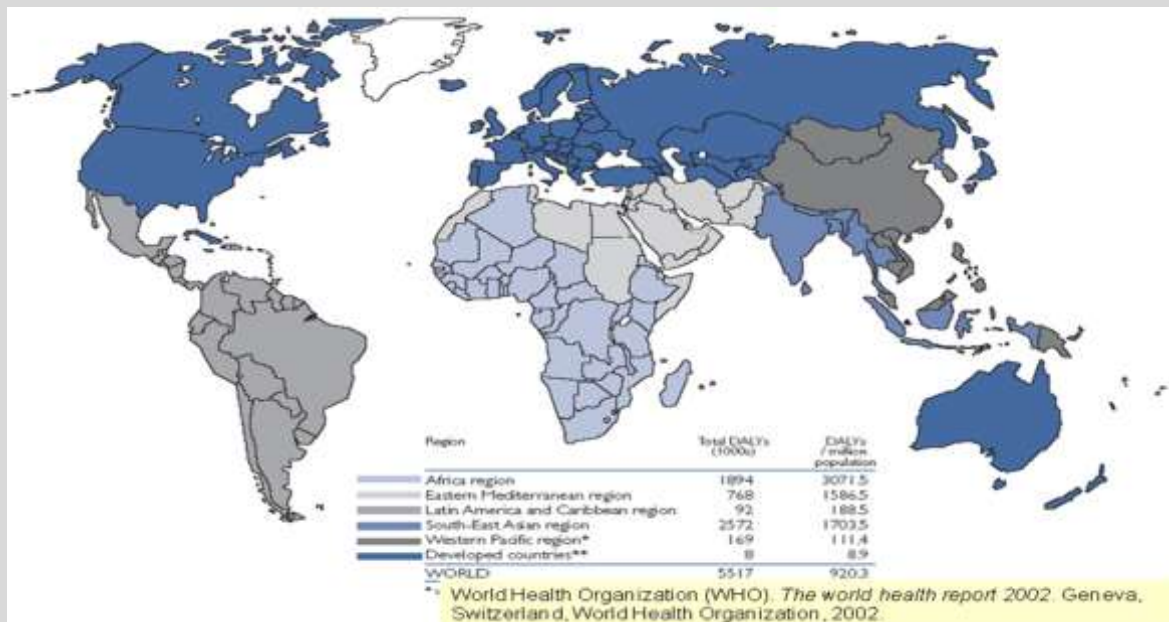 Region Total DALYs (1000s) DALYs / million population
Africa region 1894 3071.5
Eastern Mediterranean region 768 1586.5
Latin America and Caribbean region 92 188.5
South-East Asian region 2572 1703.5
Western Pacific region* 169 111.4
Developed countries** 8 8.9
WORLD 5517 920.3
World Health Organization (WHO). The world health report 2002. Geneva,
Switzerland, World Health Organization, 2002.